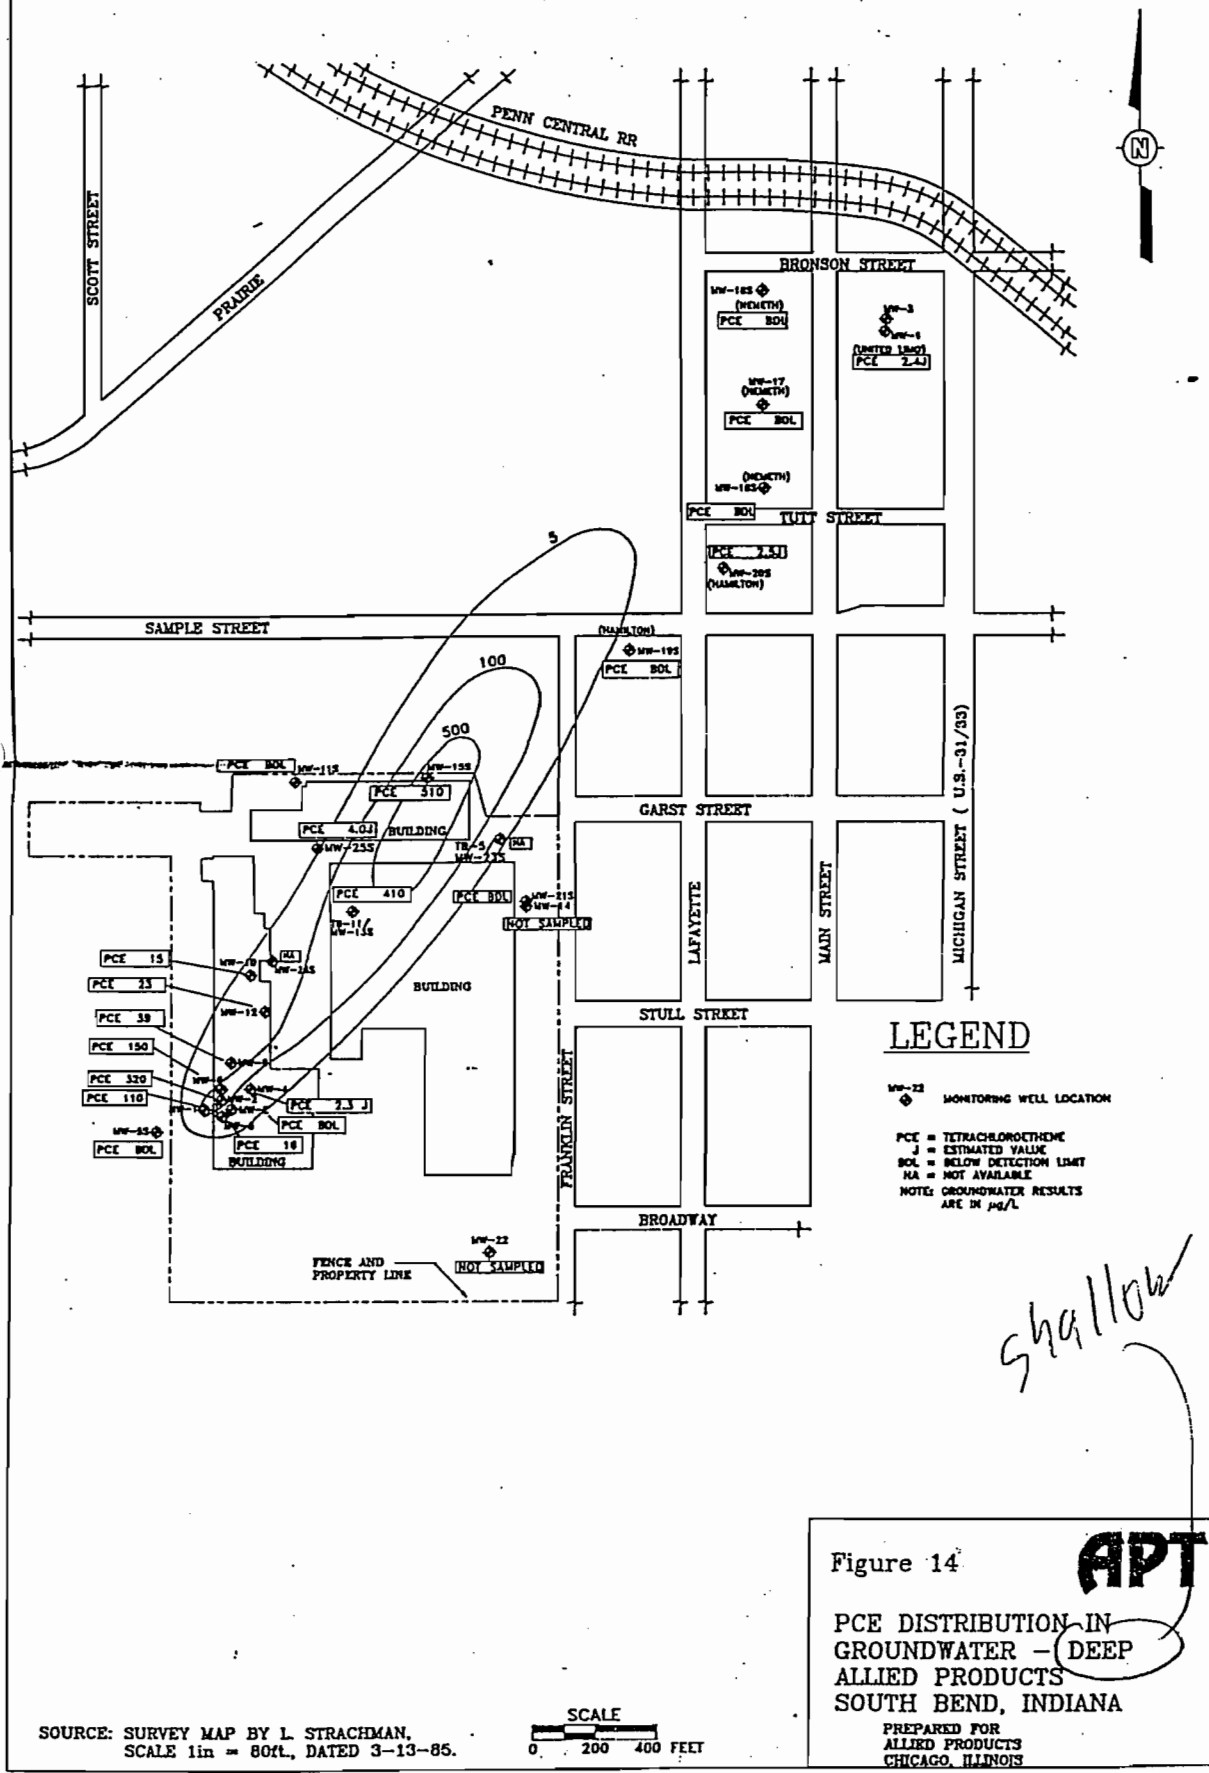 PENN CENTRAL RR
N
SCOTT STREET
PRAIRIE
BRONSON STREET
MW-18S
(NEMETH)
PCE BDL
MW-3
MW-1
(UNITED LIMO)
PCE 2.4J
MW-17
(NEMETH)
PCE BDL
(NEMETH)
PCE BDL
TUTT STREET
PCE 2.5J
MW-20S
(HAMILTON)
5
SAMPLE STREET
(HAMILTON)
MW-19S
PCE BDL
100
500
PCE BDL
MW-11S
MW-15S
PCE 510
GARST STREET
MICHIGAN STREET ( U.S.-31/33)
PCE 4.0J
BUILDING
MW-25S
TB-5
MW-23S
NA
PCE 410
PCE BDL
MW-21S
MW-14
NOT SAMPLED
TB-11/
MW-13S
LAFAYETTE
MAIN STREET
PCE 15
MW-10
NA
MW-24S
PCE 23
MW-12
BUILDING
STULL STREET
PCE 39
PCE 150
PCE 320
PCE 110
MW-4
MW-2
PCE 2.3 J
PCE BDL
PCE 16
BUILDING
PCE BDL
FRANKLIN STREET
BROADWAY
MW-22
NOT SAMPLED
FENCE AND
PROPERTY LINE
LEGEND
MW-22
MONITORING WELL LOCATION
PCE = TETRACHLOROETHENE
J = ESTIMATED VALUE
BDL = BELOW DETECTION LIMIT
NA = NOT AVAILABLE
NOTE: GROUNDWATER RESULTS
ARE IN µg/L
shallow
Figure 14
APT
PCE DISTRIBUTION IN
GROUNDWATER - DEEP
ALLIED PRODUCTS
SOUTH BEND, INDIANA
PREPARED FOR
ALLIED PRODUCTS
CHICAGO, ILLINOIS
SOURCE: SURVEY MAP BY L. STRACHMAN,
SCALE 1in = 80ft., DATED 3-13-85.
SCALE
0 200 400 FEET